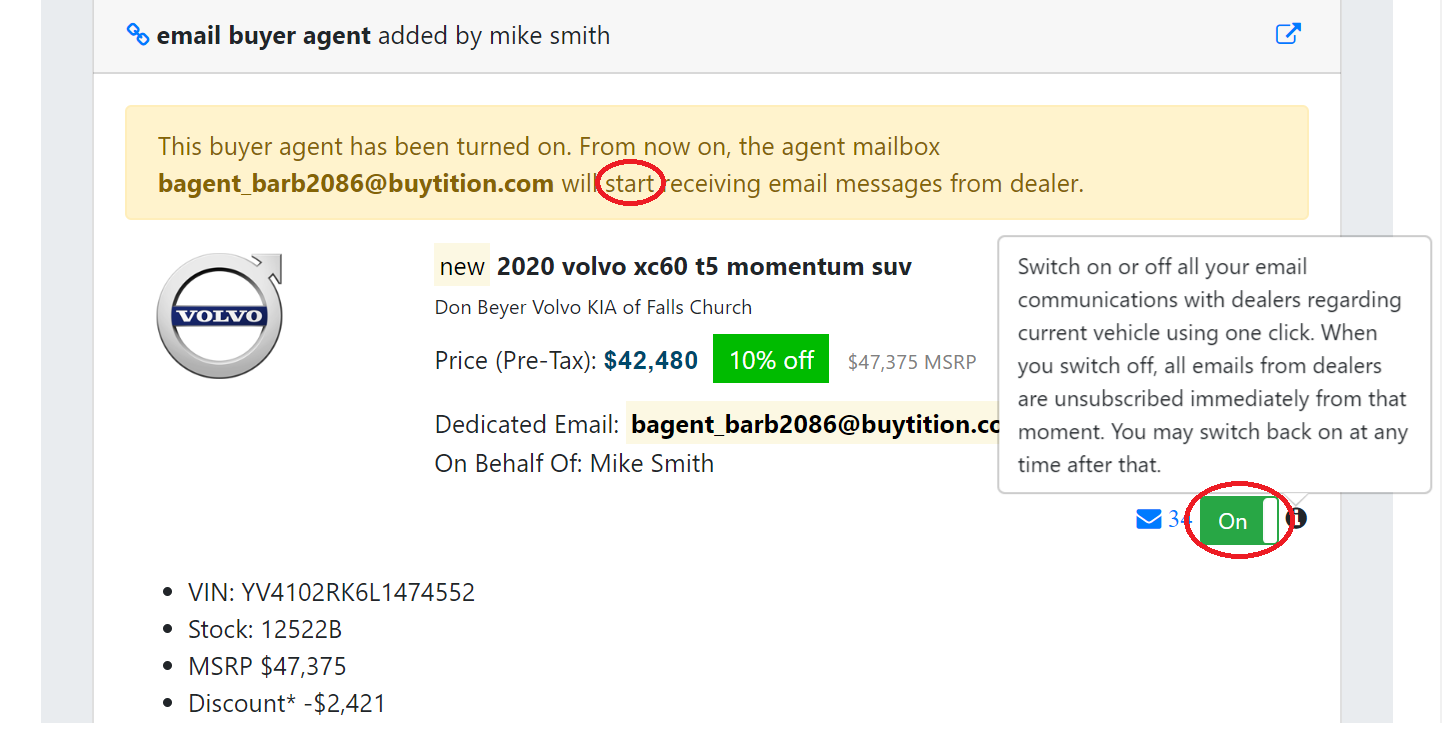 email buyer agent added by mike smith
This buyer agent has been turned on. From now on, the agent mailbox
bagent_barb2086@buytition.com will start receiving email messages from dealer.
VOLVO
new 2020 volvo xc60 t5 momentum suv
Don Beyer Volvo KIA of Falls Church
Price (Pre-Tax): $42,480 10% off $47,375 MSRP
Dedicated Email: bagent_barb2086@buytition.co
On Behalf Of: Mike Smith
Switch on or off all your email
communications with dealers regarding
current vehicle using one click. When
you switch off, all emails from dealers
are unsubscribed immediately from that
moment. You may switch back on at any
time after that.
34 On
VIN: YV4102RK6L1474552
Stock: 12522B
MSRP $47,375
Discount* -$2,421